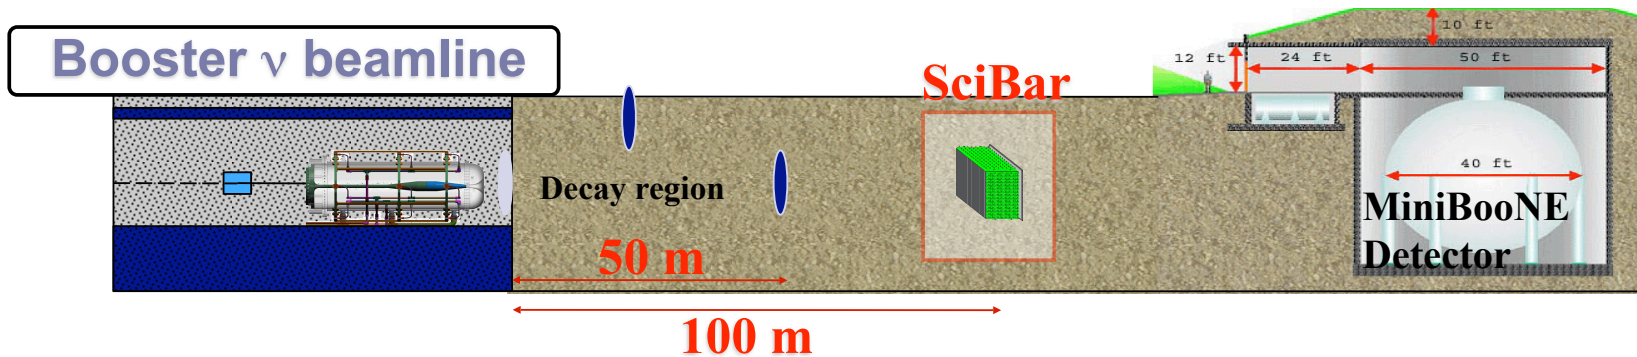 Booster ν beamline
10 ft
12 ft
24 ft
50 ft
SciBar
40 ft
Decay region
MiniBooNE
Detector
50 m
100 m